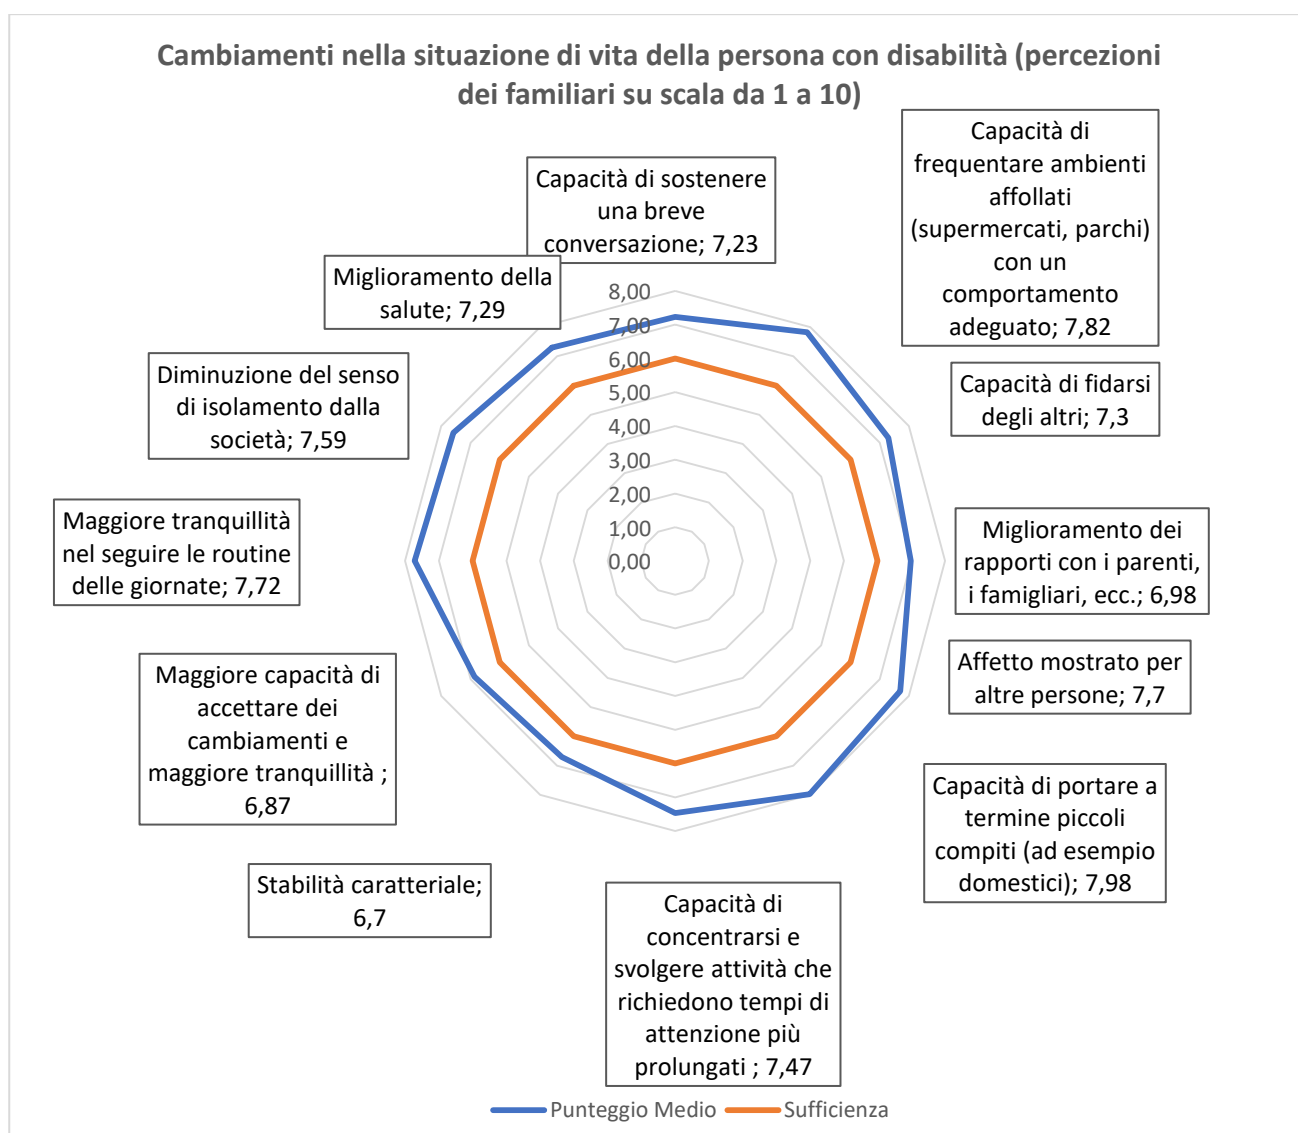 Cambiamenti nella situazione di vita della persona con disabilità (percezioni
dei familiari su scala da 1 a 10)
Capacità di sostenere
una breve
conversazione; 7,23
Capacità di
frequentare ambienti
affollati
(supermercati, parchi)
con un
comportamento
adeguato; 7,82
Capacità di fidarsi
degli altri; 7,3
Miglioramento dei
rapporti con i parenti,
i famigliari, ecc.; 6,98
Affetto mostrato per
altre persone; 7,7
Capacità di portare a
termine piccoli
compiti (ad esempio
domestici); 7,98
Capacità di
concentrarsi e
svolgere attività che
richiedono tempi di
attenzione più
prolungati ; 7,47
Stabilità caratteriale;
6,7
Maggiore capacità di
accettare dei
cambiamenti e
maggiore tranquillità ;
6,87
Maggiore tranquillità
nel seguire le routine
delle giornate; 7,72
Diminuzione del senso
di isolamento dalla
società; 7,59
Miglioramento della
salute; 7,29
8,00
7,00
6,00
5,00
4,00
3,00
2,00
1,00
0,00
Punteggio Medio
Sufficienza